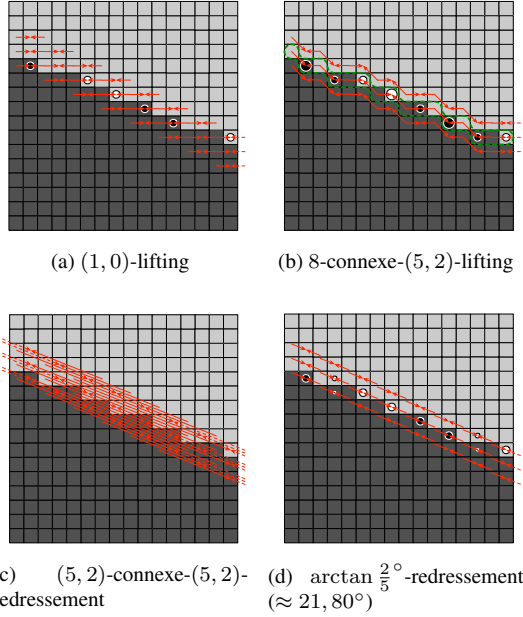 (a) (1, 0)-lifting
(b) 8-connexe-(5, 2)-lifting
c) (5, 2)-connexe-(5, 2)-
edressement
(d) arctan 2/5°-redressement
(≈ 21, 80°)